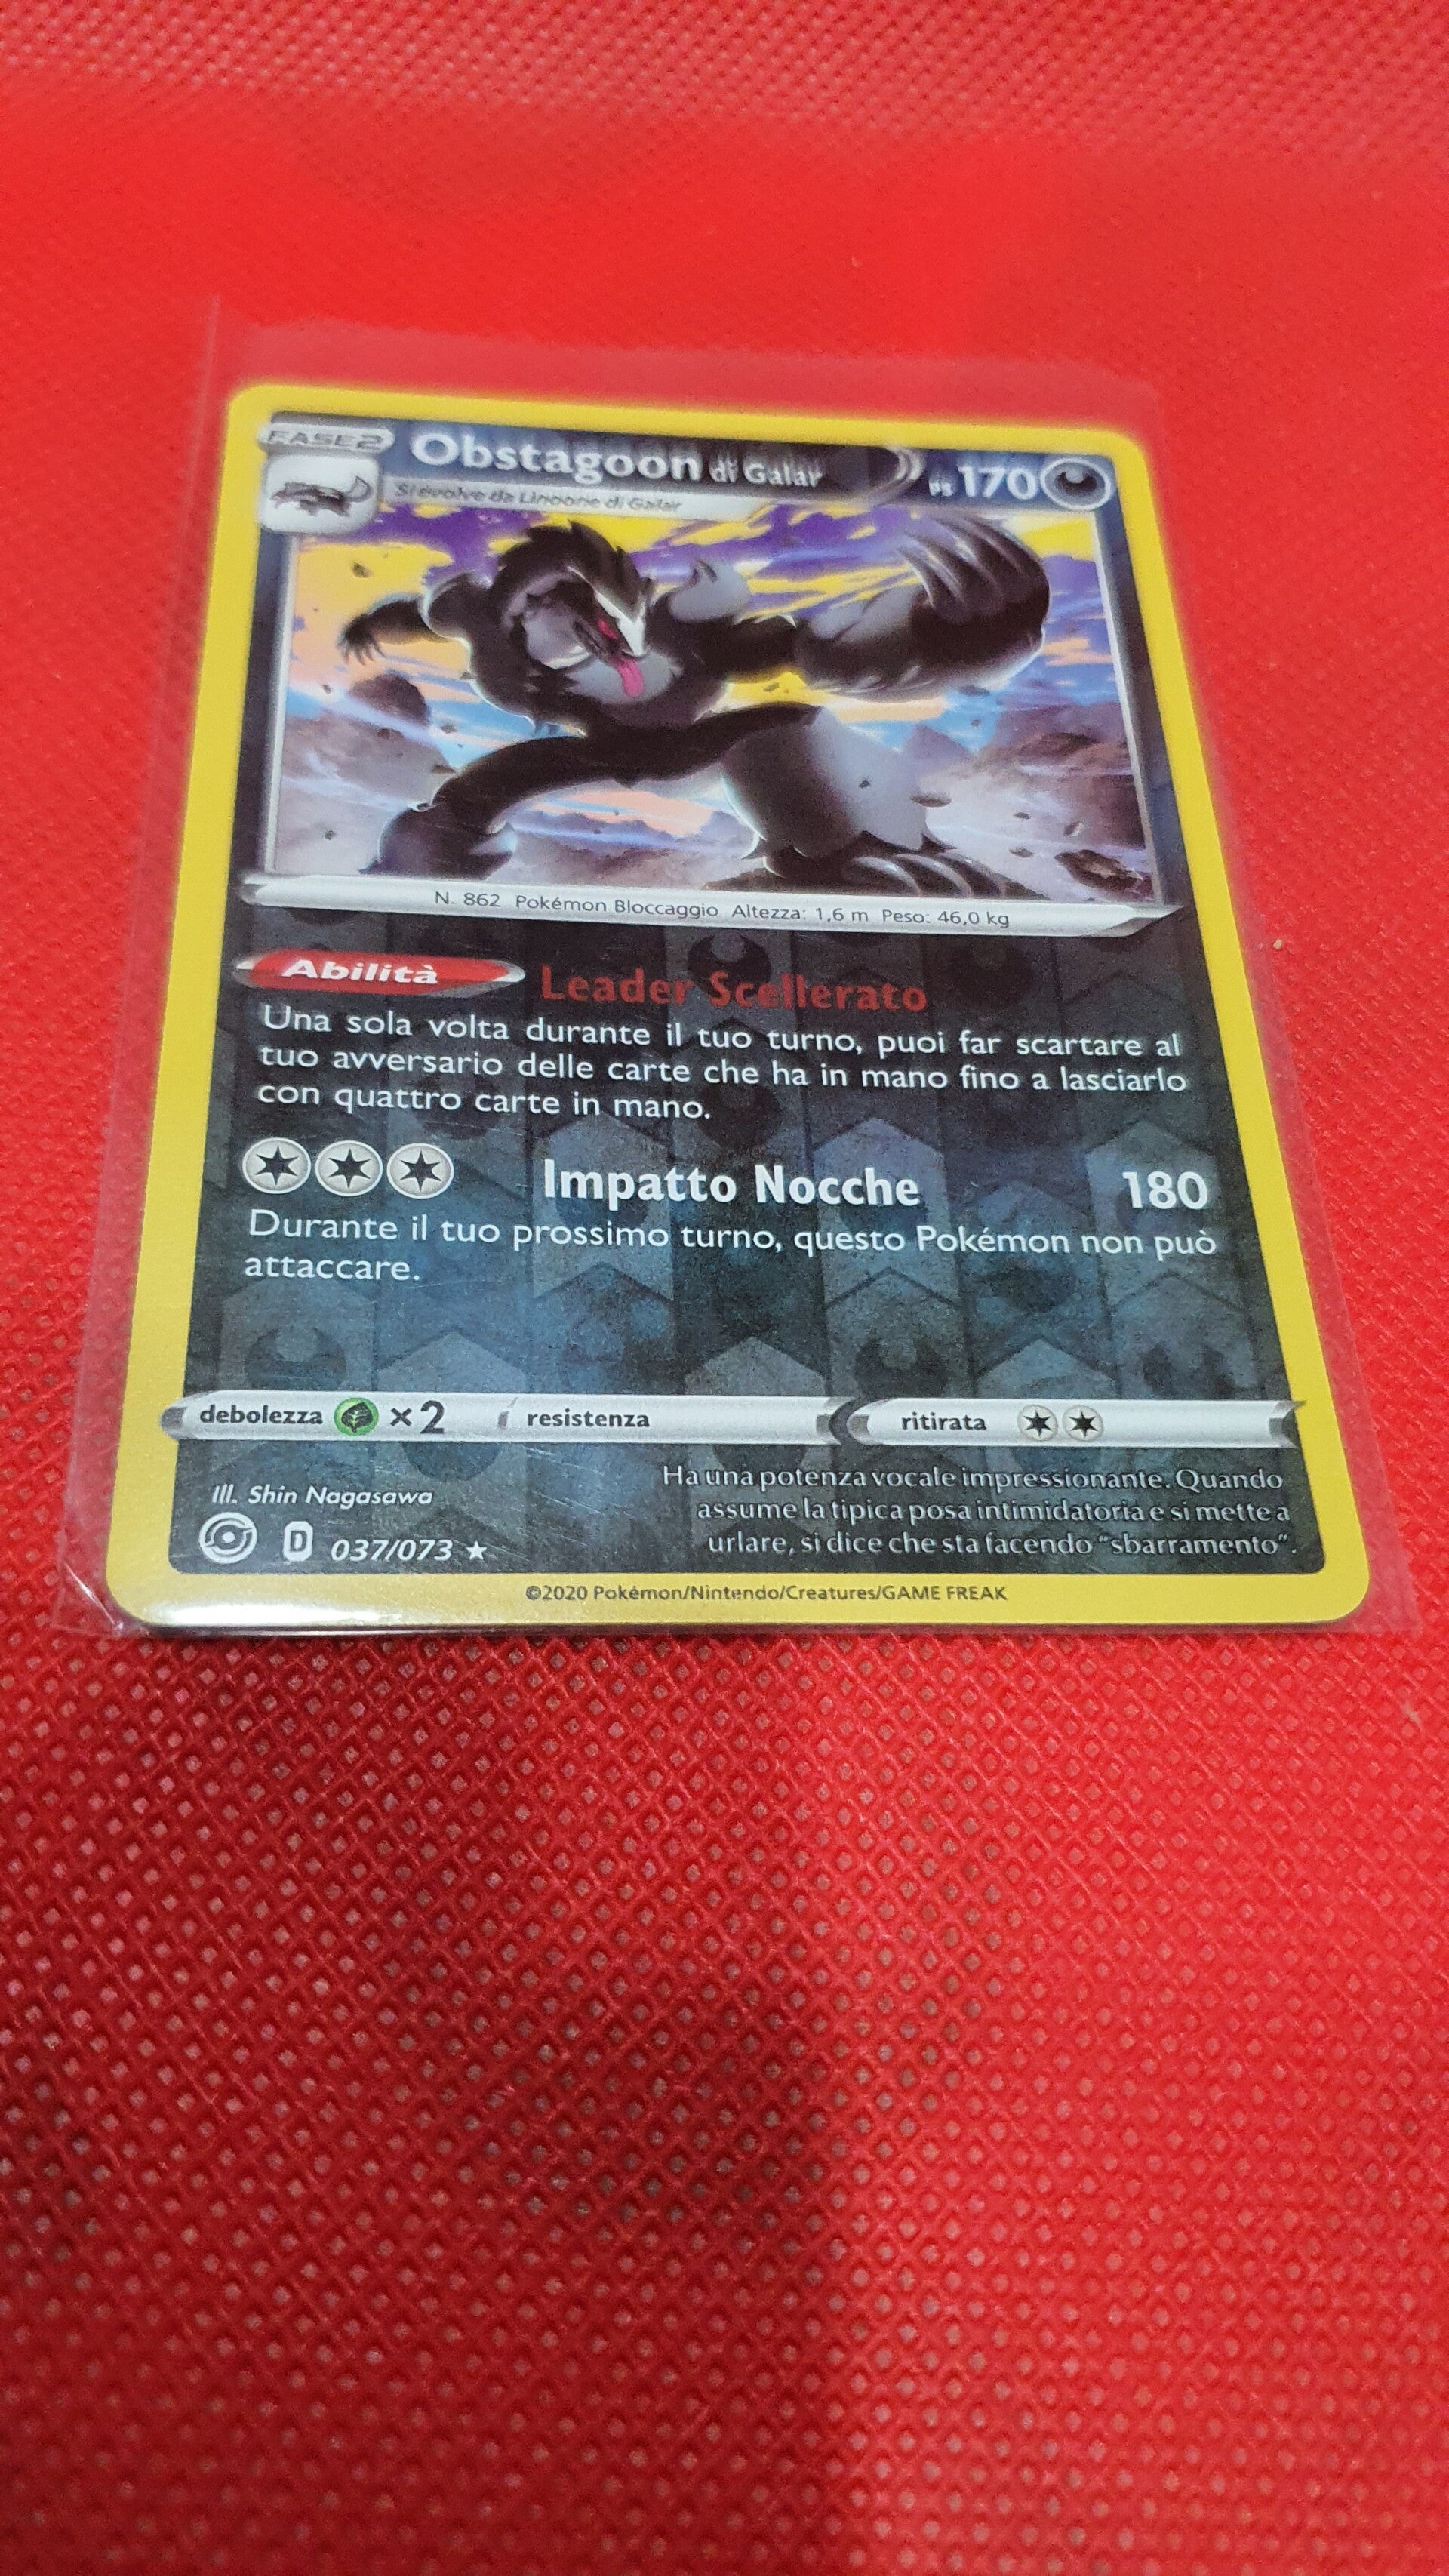 FASE 2 Obstagoon di Galar PS 170
Si evolve da Linoone di Galar
N. 862 Pokémon Bloccaggio Altezza: 1,6 m Peso: 46,0 kg
Abilità Leader Scellerato
Una sola volta durante il tuo turno, puoi far scartare al
tuo avversario delle carte che ha in mano fino a lasciarlo
con quattro carte in mano.
Impatto Nocche 180
Durante il tuo prossimo turno, questo Pokémon non può
attaccare.
debolezza ×2 resistenza ritirata
Ha una potenza vocale impressionante. Quando
assume la tipica posa intimidatoria e si mette a
urlare, si dice che sta facendo “sbarramento”.
Ill. Shin Nagasawa
D 037/073 ★
©2020 Pokémon/Nintendo/Creatures/GAME FREAK